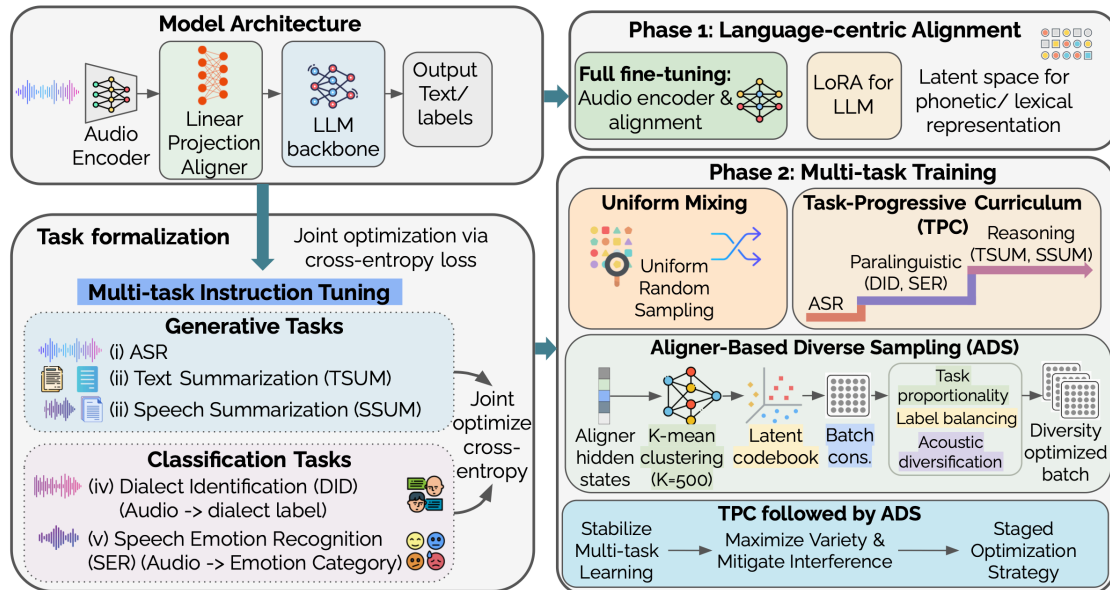 Model Architecture
Audio
Encoder
Linear
Projection
Aligner
LLM
backbone
Output
Text/
labels
Phase 1: Language-centric Alignment
Full fine-tuning:
Audio encoder &
alignment
LoRA for
LLM
Latent space for
phonetic/ lexical
representation
Task formalization
Joint optimization via
cross-entropy loss
Multi-task Instruction Tuning
Generative Tasks
(i) ASR
(ii) Text Summarization (TSUM)
(ii) Speech Summarization (SSUM)
Classification Tasks
(iv) Dialect Identification (DID)
(Audio -> dialect label)
(v) Speech Emotion Recognition
(SER) (Audio -> Emotion Category)
Joint
optimize
cross-
entropy
Phase 2: Multi-task Training
Uniform Mixing
Uniform
Random
Sampling
Task-Progressive Curriculum
(TPC)
Reasoning
(TSUM, SSUM)
Paralinguistic
(DID, SER)
ASR
Aligner-Based Diverse Sampling (ADS)
Aligner
hidden
states
K-mean
clustering
(K=500)
Latent
codebook
Batch
cons.
Task
proportionality
Label balancing
Acoustic
diversification
Diversity
optimized
batch
TPC followed by ADS
Stabilize
Multi-task
Learning
Maximize Variety &
Mitigate Interference
Staged
Optimization
Strategy